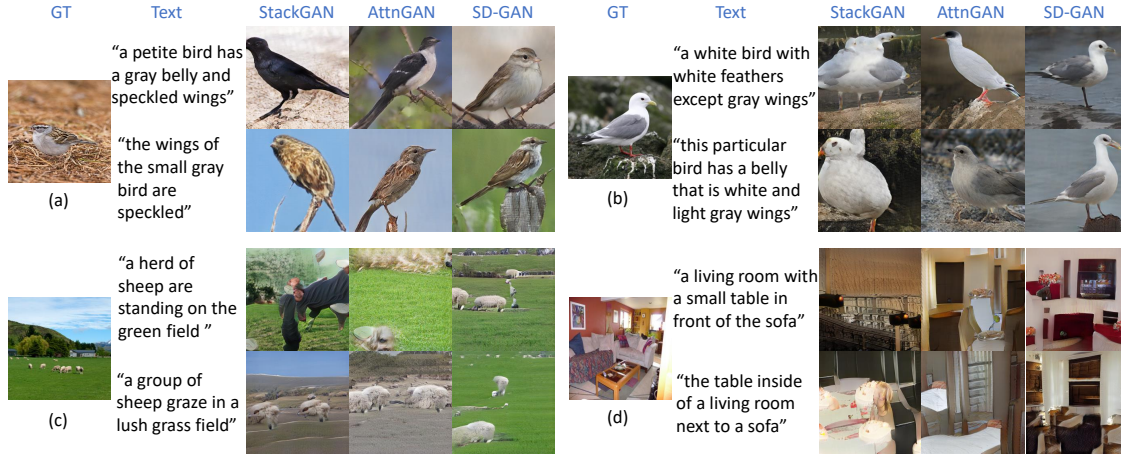 GT Text StackGAN AttnGAN SD-GAN
“a petite bird has
a gray belly and
speckled wings”
“the wings of
the small gray
bird are
speckled”
(a)
GT Text StackGAN AttnGAN SD-GAN
“a white bird with
white feathers
except gray wings”
“this particular
bird has a belly
that is white and
light gray wings”
(b)
“a herd of
sheep are
standing on the
green field ”
“a group of
sheep graze in a
lush grass field”
(c)
“a living room with
a small table in
front of the sofa”
“the table inside
of a living room
next to a sofa”
(d)